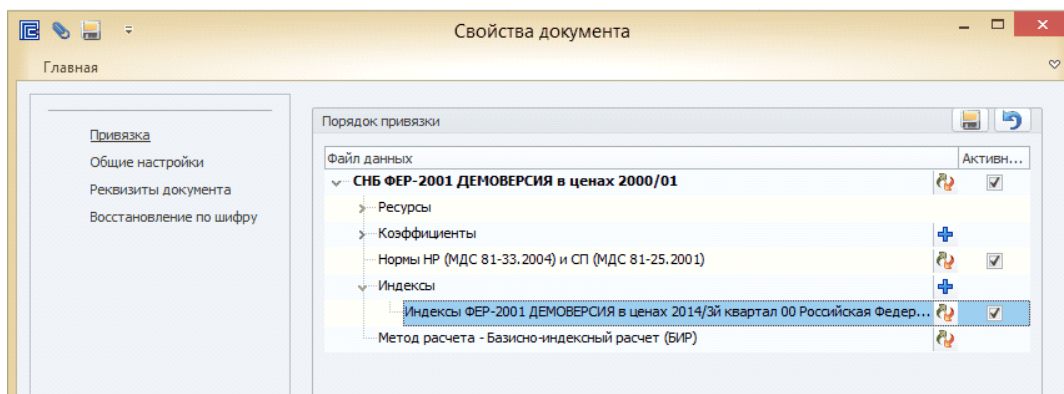 Свойства документа
Главная
Привязка
Общие настройки
Реквизиты документа
Восстановление по шифру
Порядок привязки
Файл данных Активн...
СНБ ФЕР-2001 ДЕМОВЕРСИЯ в ценах 2000/01
Ресурсы
Коэффициенты
Нормы НР (МДС 81-33.2004) и СП (МДС 81-25.2001)
Индексы
Индексы ФЕР-2001 ДЕМОВЕРСИЯ в ценах 2014/3й квартал 00 Российская Федер...
Метод расчета - Базисно-индексный расчет (БИР)